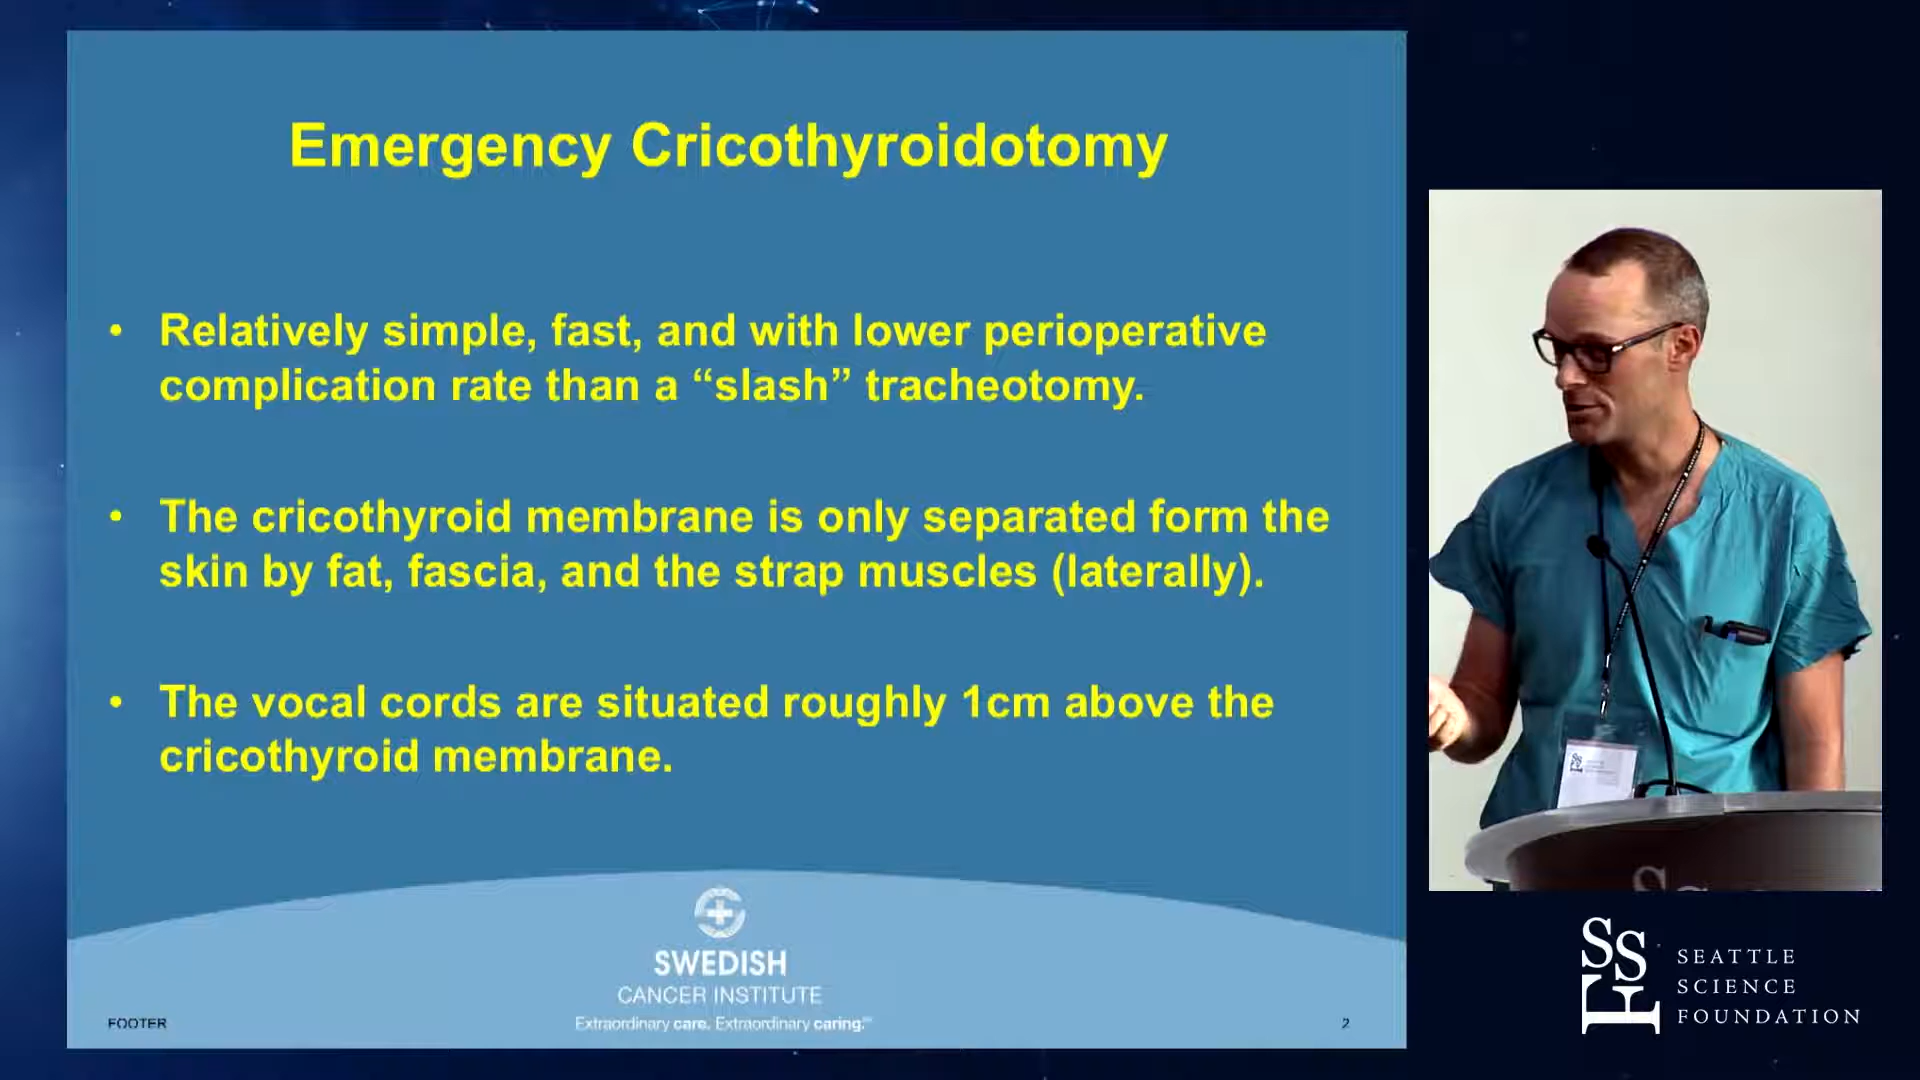 Emergency Cricothyroidotomy
• Relatively simple, fast, and with lower perioperative
complication rate than a “slash” tracheotomy.
• The cricothyroid membrane is only separated form the
skin by fat, fascia, and the strap muscles (laterally).
• The vocal cords are situated roughly 1cm above the
cricothyroid membrane.
SWEDISH
CANCER INSTITUTE
Extraordinary care. Extraordinary caring.℠
FOOTER
2
SSF
SEATTLE
SCIENCE
FOUNDATION